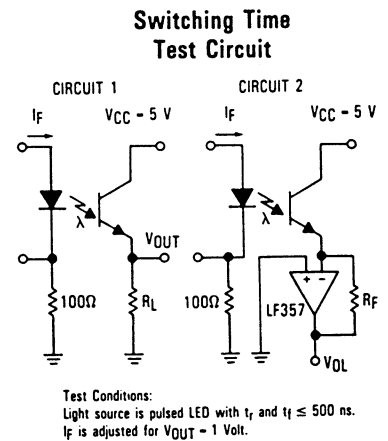 Switching Time
Test Circuit
CIRCUIT 1
CIRCUIT 2
IF
VCC - 5 V
IF
VCC - 5 V
λ
λ
VOUT
100Ω
RL
100Ω
+ -
LF357
RF
VOL
Test Conditions:
Light source is pulsed LED with tr and tf ≤ 500 ns.
IF is adjusted for VOUT - 1 Volt.